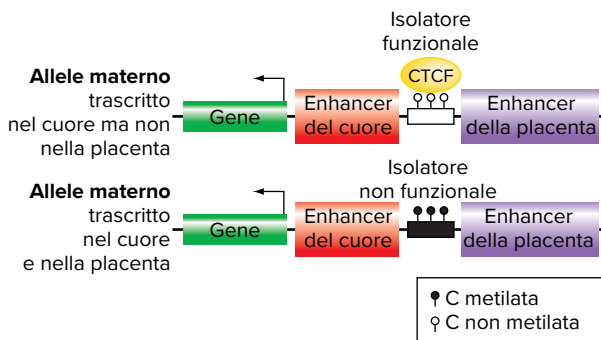 Isolatore
funzionale
CTCF
Allele materno
trascritto
nel cuore ma non
nella placenta
Gene
Enhancer
del cuore
Enhancer
della placenta
Isolatore
non funzionale
Allele materno
trascritto
nel cuore
e nella placenta
Gene
Enhancer
del cuore
Enhancer
della placenta
C metilata
C non metilata